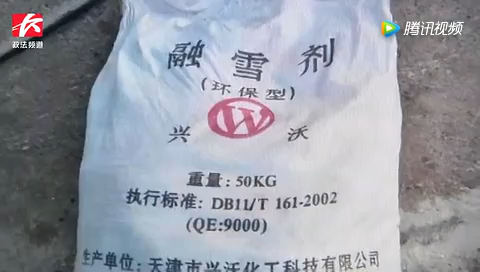 政法频道
腾讯视频
融雪剂
(环保型)
兴 W 沃
重量: 50KG
执行标准: DB11/T 161-2002
(QE:9000)
生产单位: 天津市兴沃化工科技有限公司